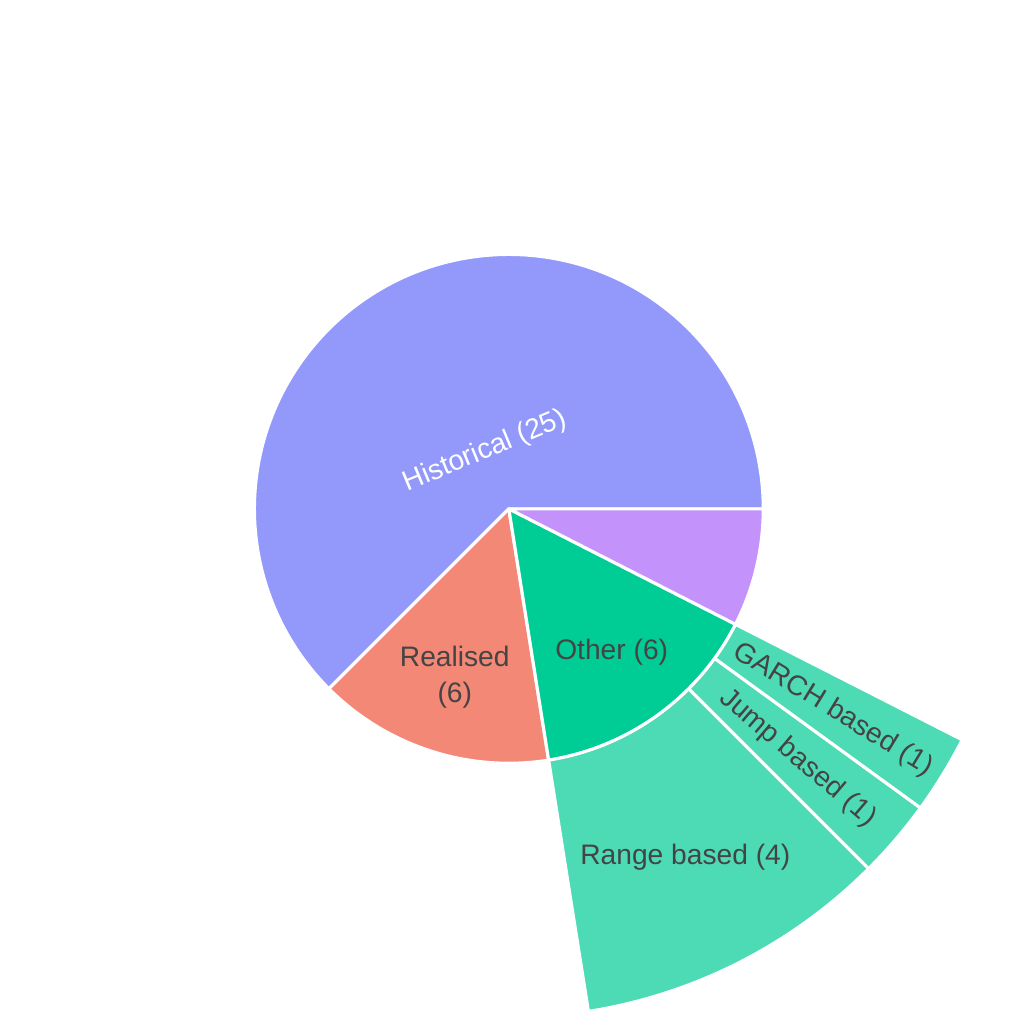 Historical (25)
Realised
(6)
Other (6)
GARCH based (1)
Jump based (1)
Range based (4)